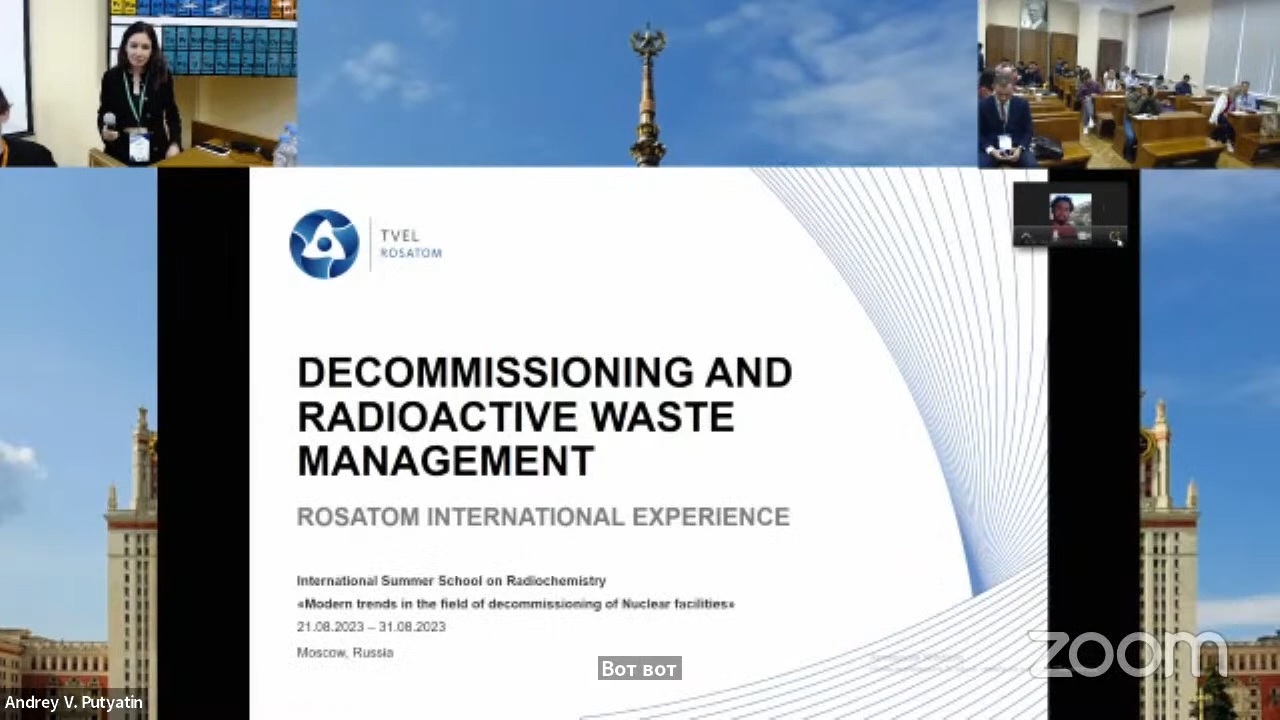 TVEL
ROSATOM
DECOMMISSIONING AND
RADIOACTIVE WASTE
MANAGEMENT
ROSATOM INTERNATIONAL EXPERIENCE
International Summer School on Radiochemistry
«Modern trends in the field of decommissioning of Nuclear facilities»
21.08.2023 – 31.08.2023
Moscow, Russia
Вот вот
zoom
Andrey V. Putyatin